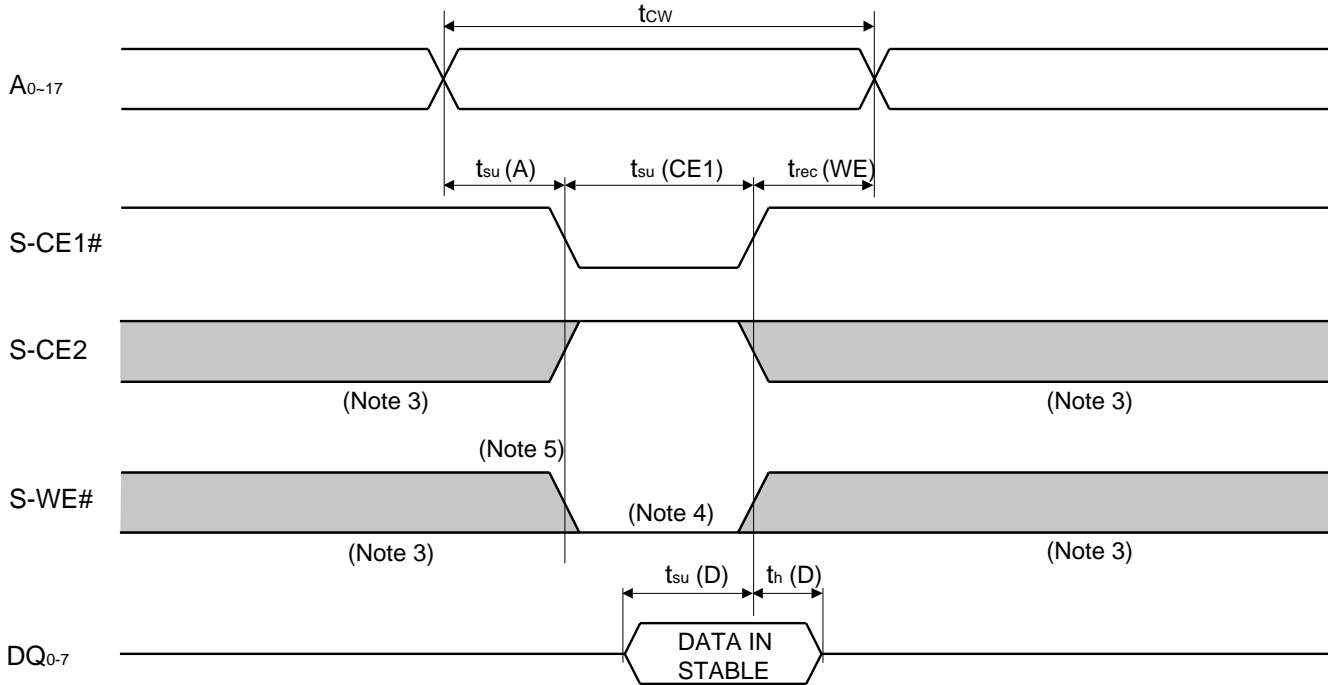 tCW
A0~17
tsu (A)
tsu (CE1)
trec (WE)
S-CE1#
S-CE2
(Note 3)
(Note 3)
(Note 5)
S-WE#
(Note 4)
(Note 3)
(Note 3)
tsu (D)
th (D)
DQ0-7
DATA IN
STABLE